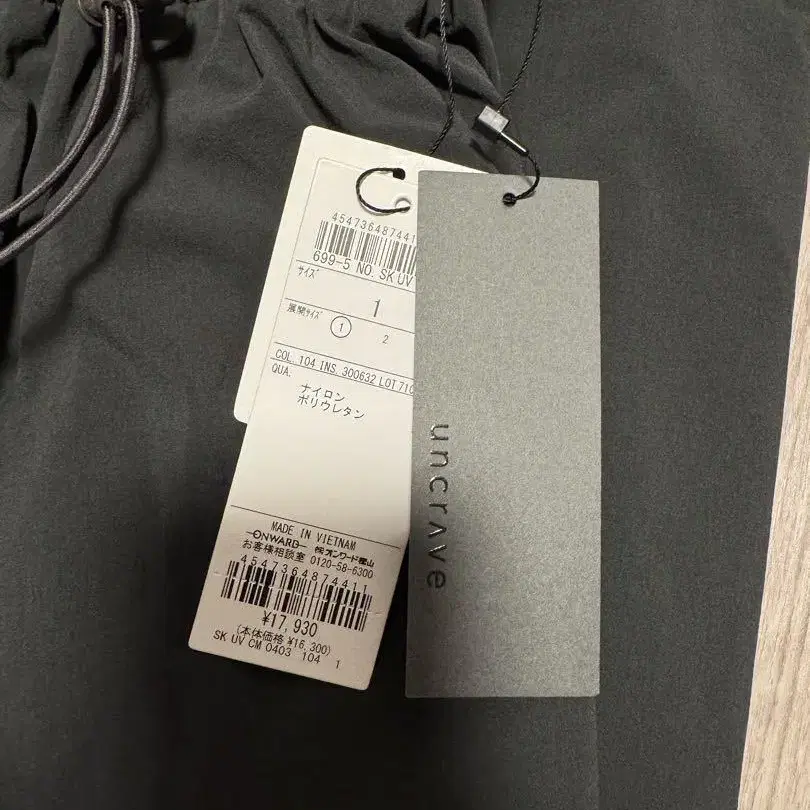 454736487441
699-5 NO. SK UV
サイズ
1
展開サイズ
1 2
COL. 104 INS. 300632 LOT 710
QUA.
ナイロン
ポリウレタン
MADE IN VIETNAM
ONWARD ㈱オンワード樫山
お客様相談室 0120-58-6300
4547364874411
¥17,930
(本体価格 ¥16,300)
SK UV CM 0403 104 1
uncrave